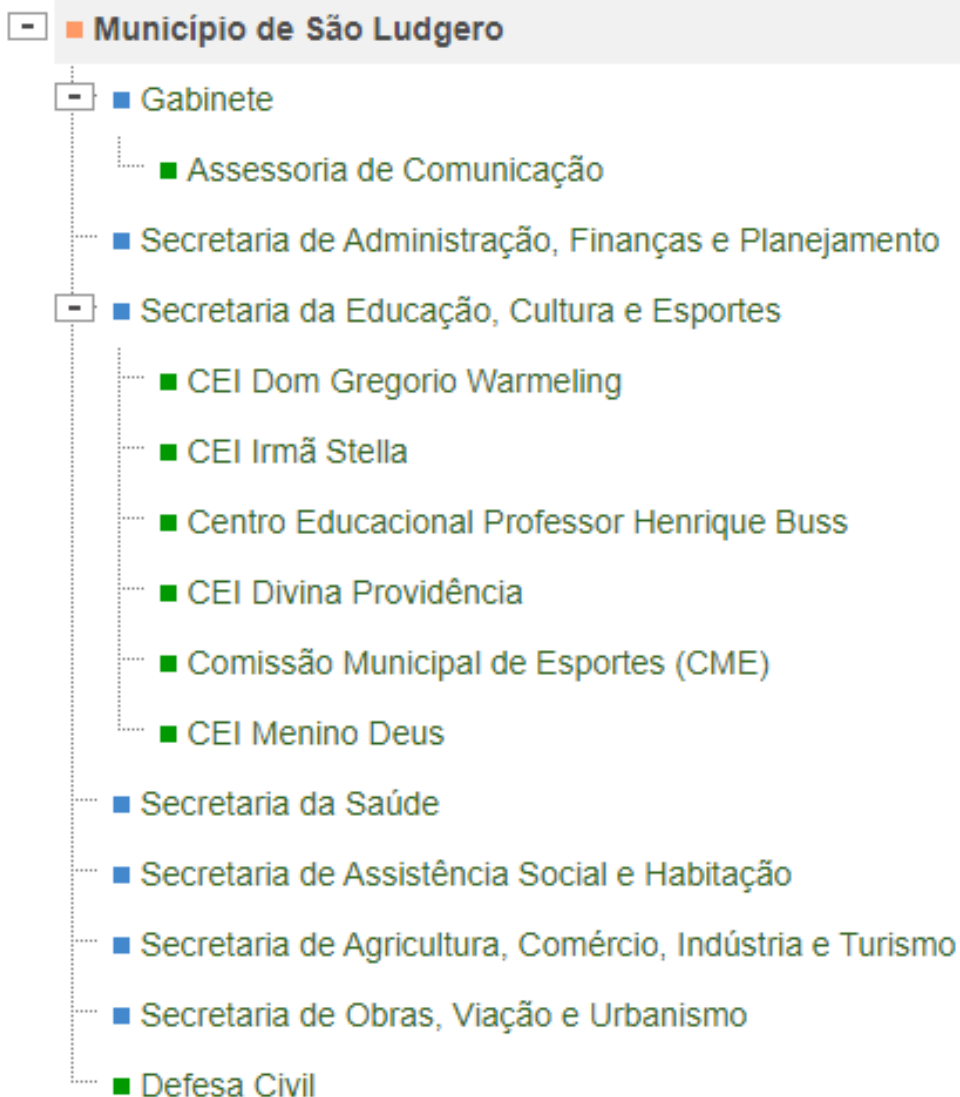 Município de São Ludgero
Gabinete
Assessoria de Comunicação
Secretaria de Administração, Finanças e Planejamento
Secretaria da Educação, Cultura e Esportes
CEI Dom Gregorio Warmeling
CEI Irmã Stella
Centro Educacional Professor Henrique Buss
CEI Divina Providência
Comissão Municipal de Esportes (CME)
CEI Menino Deus
Secretaria da Saúde
Secretaria de Assistência Social e Habitação
Secretaria de Agricultura, Comércio, Indústria e Turismo
Secretaria de Obras, Viação e Urbanismo
Defesa Civil